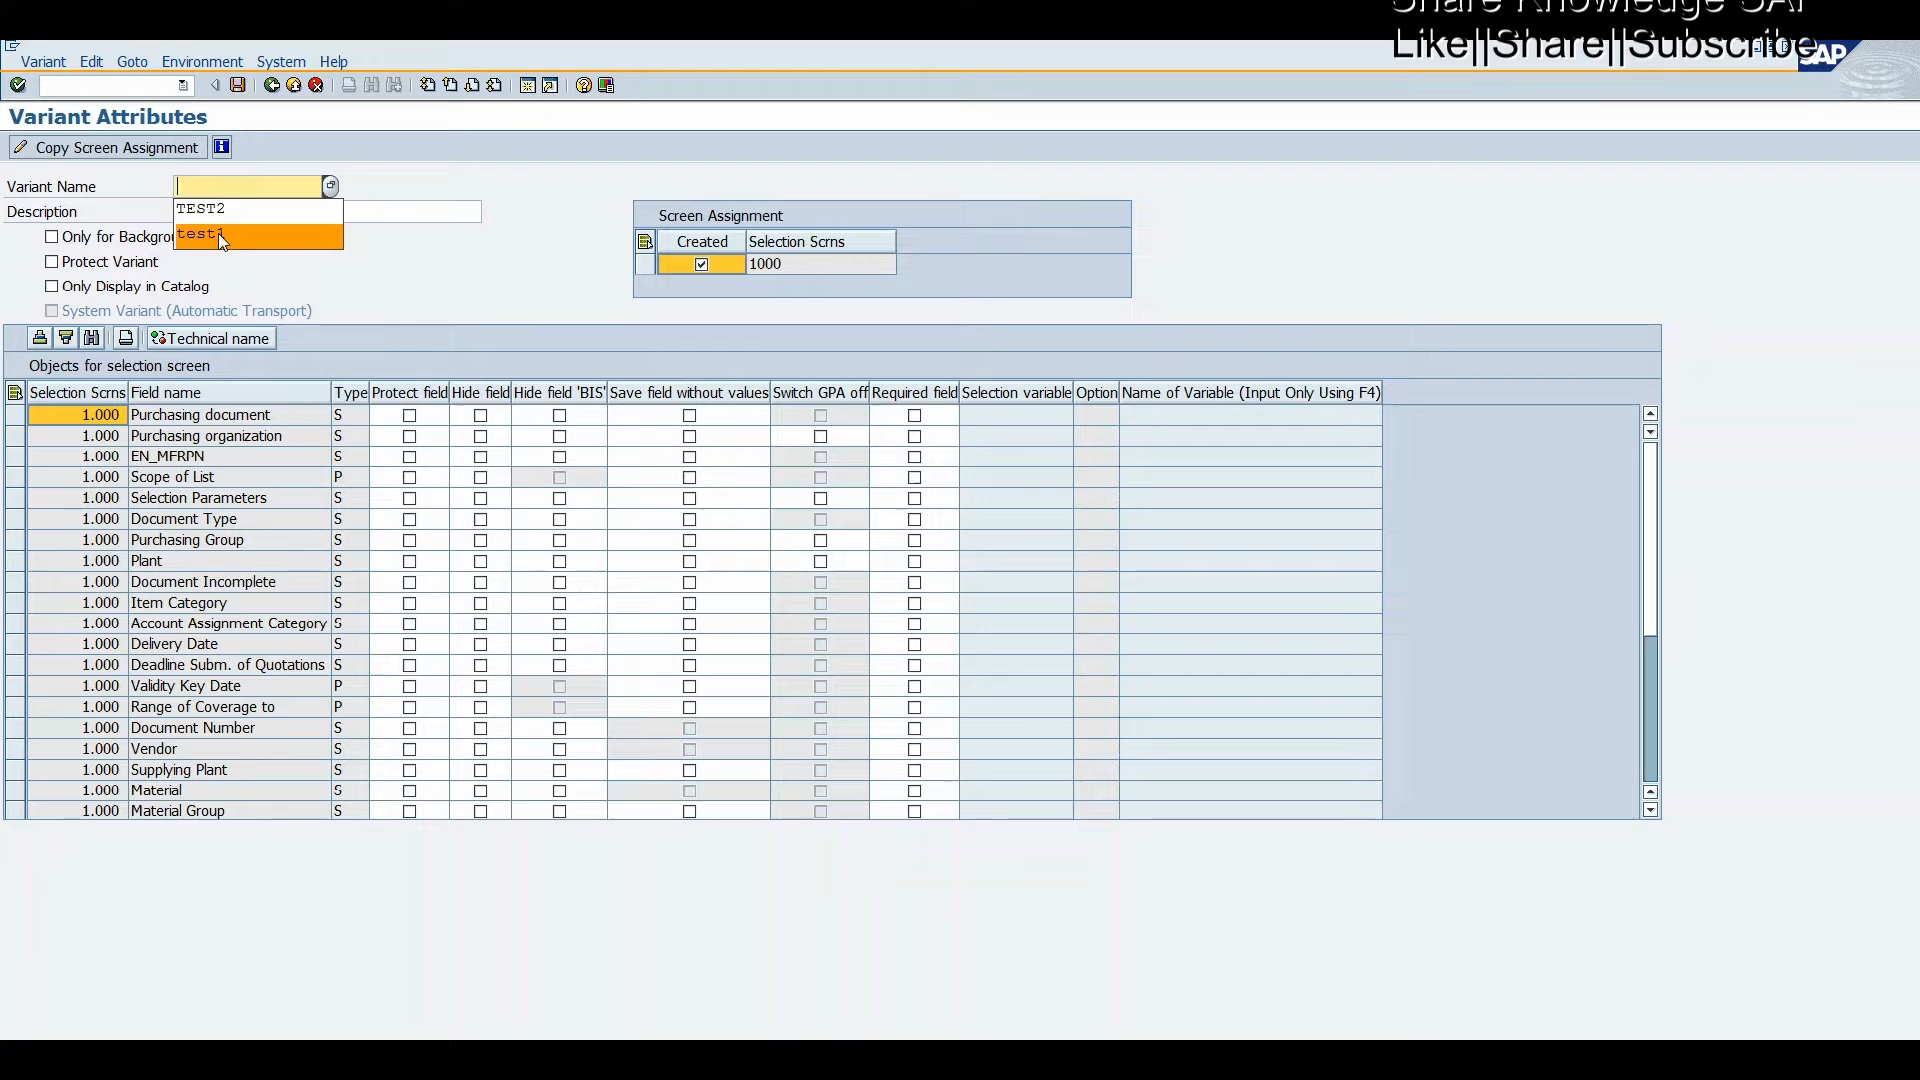 Share Knowledge SAP
Like||Share||Subscribe
SAP
Variant Edit Goto Environment System Help
Variant Attributes
Copy Screen Assignment
Variant Name
TEST2
Description
test1
Only for Backgrou
Protect Variant
Only Display in Catalog
System Variant (Automatic Transport)
Screen Assignment
Created Selection Scrns
1000
Technical name
Objects for selection screen
Selection Scrns Field name Type Protect field Hide field Hide field 'BIS' Save field without values Switch GPA off Required field Selection variable Option Name of Variable (Input Only Using F4)
1.000 Purchasing document S
1.000 Purchasing organization S
1.000 EN_MFRPN S
1.000 Scope of List P
1.000 Selection Parameters S
1.000 Document Type S
1.000 Purchasing Group S
1.000 Plant S
1.000 Document Incomplete S
1.000 Item Category S
1.000 Account Assignment Category S
1.000 Delivery Date S
1.000 Deadline Subm. of Quotations S
1.000 Validity Key Date P
1.000 Range of Coverage to P
1.000 Document Number S
1.000 Vendor S
1.000 Supplying Plant S
1.000 Material S
1.000 Material Group S